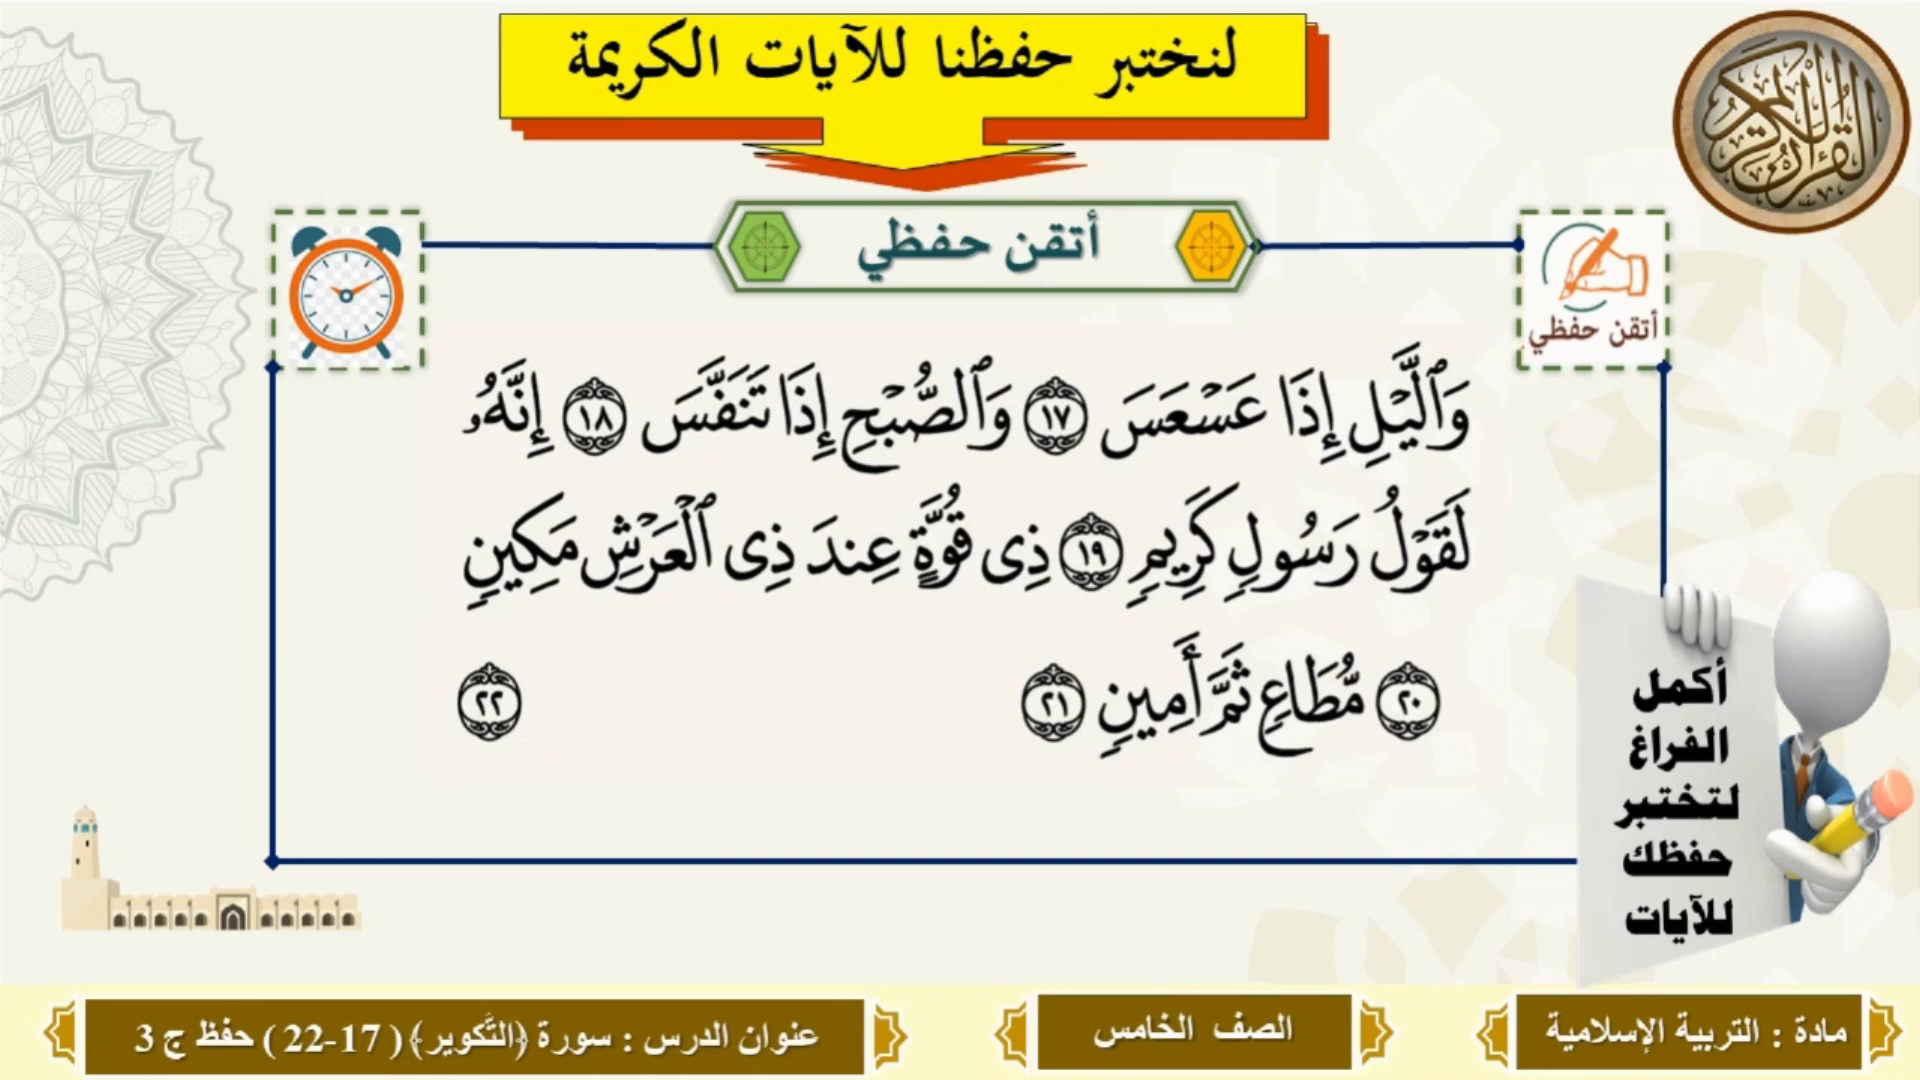 لنختبر حفظنا للآيات الكريمة
القرآن الكريم
أتقن حفظي
أتقن حفظي
وَٱلَّيۡلِ إِذَا عَسۡعَسَ ١٧ وَٱلصُّبۡحِ إِذَا تَنَفَّسَ ١٨ إِنَّهُۥ
لَقَوۡلُ رَسُولٖ كَرِيمٖ ١٩ ذِى قُوَّةٍ عِندَ ذِى ٱلۡعَرۡشِ مَكِينٖ
٢٠ مُّطَاعٖ ثَمَّ أَمِينٖ ٢١ ٢٢
أكمل
الفراغ
لتختبر
حفظك
للآيات
مادة : التربية الإسلامية
الصف الخامس
عنوان الدرس : سورة ﴿التَّكوير﴾ ( 17-22 ) حفظ ج 3